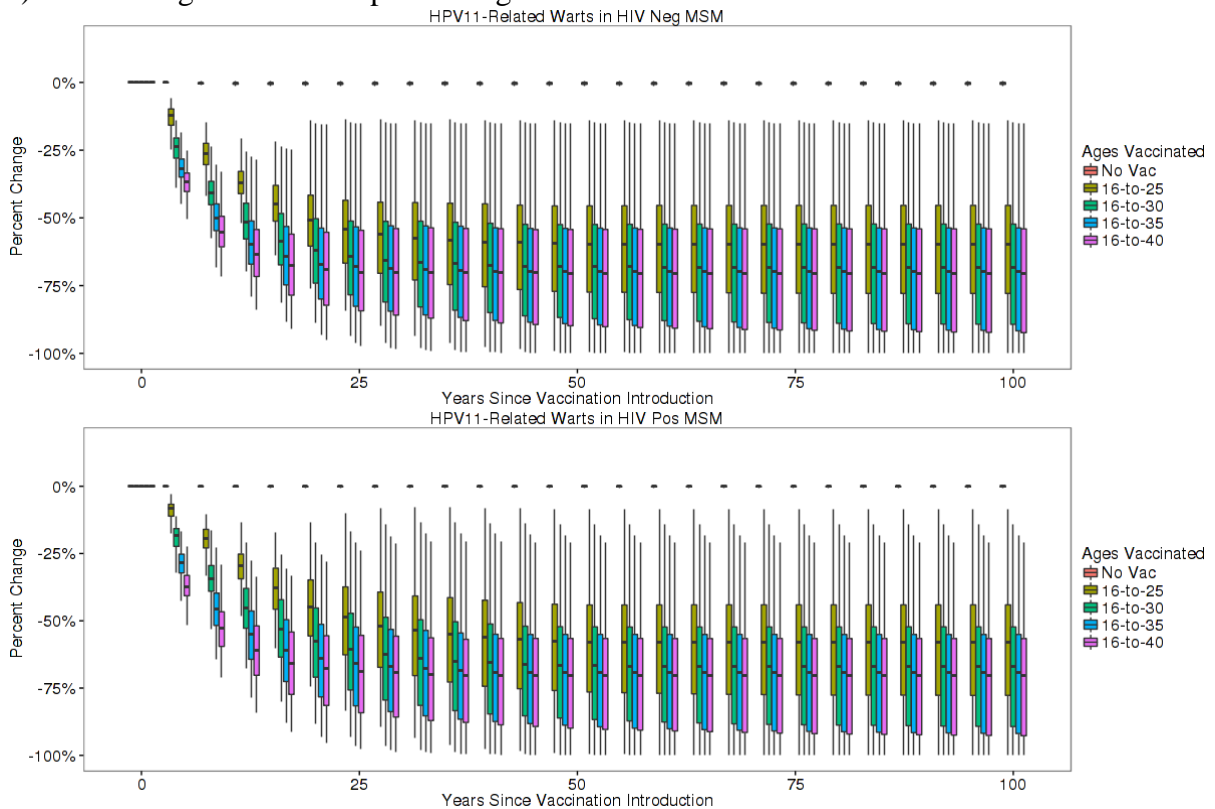 HPV11-Related Warts in HIV Neg MSM
0%
-25%
-50%
-75%
-100%
Percent Change
0 25 50 75 100
Years Since Vaccination Introduction
Ages Vaccinated
No Vac
16-to-25
16-to-30
16-to-35
16-to-40
HPV11-Related Warts in HIV Pos MSM
0%
-25%
-50%
-75%
-100%
Percent Change
0 25 50 75 100
Years Since Vaccination Introduction
Ages Vaccinated
No Vac
16-to-25
16-to-30
16-to-35
16-to-40